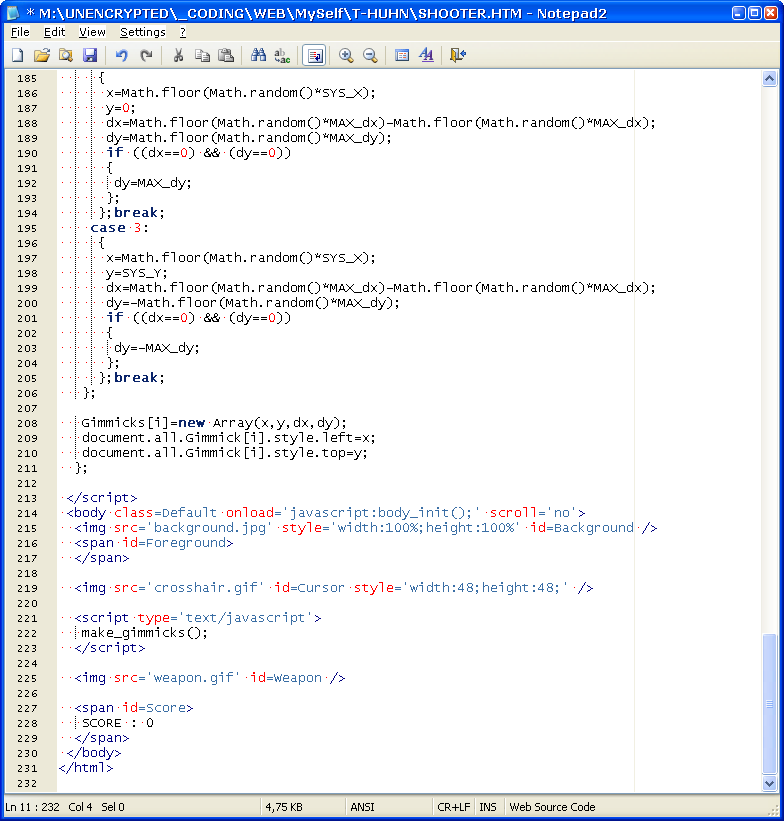 * M:\UNENCRYPTED\_CODING\WEB\MySelf\T-HUHN\SHOOTER.HTM - Notepad2
File Edit View Settings ?
185 {
186 x=Math.floor(Math.random()*SYS_X);
187 y=0;
188 dx=Math.floor(Math.random()*MAX_dx)-Math.floor(Math.random()*MAX_dx);
189 dy=Math.floor(Math.random()*MAX_dy);
190 if ((dx==0) && (dy==0))
191 {
192 dy=MAX_dy;
193 };
194 };break;
195 case 3:
196 {
197 x=Math.floor(Math.random()*SYS_X);
198 y=SYS_Y;
199 dx=Math.floor(Math.random()*MAX_dx)-Math.floor(Math.random()*MAX_dx);
200 dy=-Math.floor(Math.random()*MAX_dy);
201 if ((dx==0) && (dy==0))
202 {
203 dy=-MAX_dy;
204 };
205 };break;
206 };
207
208 Gimmicks[i]=new Array(x,y,dx,dy);
209 document.all.Gimmick[i].style.left=x;
210 document.all.Gimmick[i].style.top=y;
211 };
212
213 </script>
214 <body class=Default onload='javascript:body_init();' scroll='no'>
215 <img src='background.jpg' style='width:100%;height:100%' id=Background />
216 <span id=Foreground>
217 </span>
218
219 <img src='crosshair.gif' id=Cursor style='width:48;height:48;' />
220
221 <script type='text/javascript'>
222 make_gimmicks();
223 </script>
224
225 <img src='weapon.gif' id=Weapon />
226
227 <span id=Score>
228 SCORE : 0
229 </span>
230 </body>
231 </html>
232
Ln 11 : 232 Col 4 Sel 0 4,75 KB ANSI CR+LF INS Web Source Code